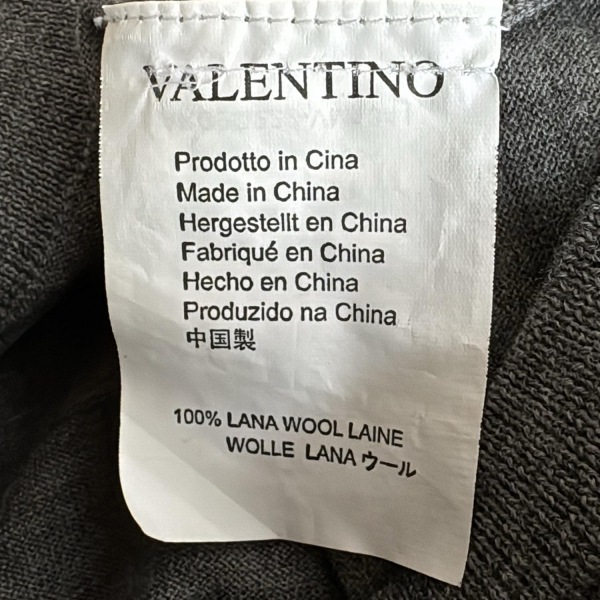 VALENTINO
Prodotto in Cina
Made in China
Hergestellt en China
Fabriqué en China
Hecho en China
Produzido na China
中国製
100% LANA WOOL LAINE
WOLLE LANA ウール